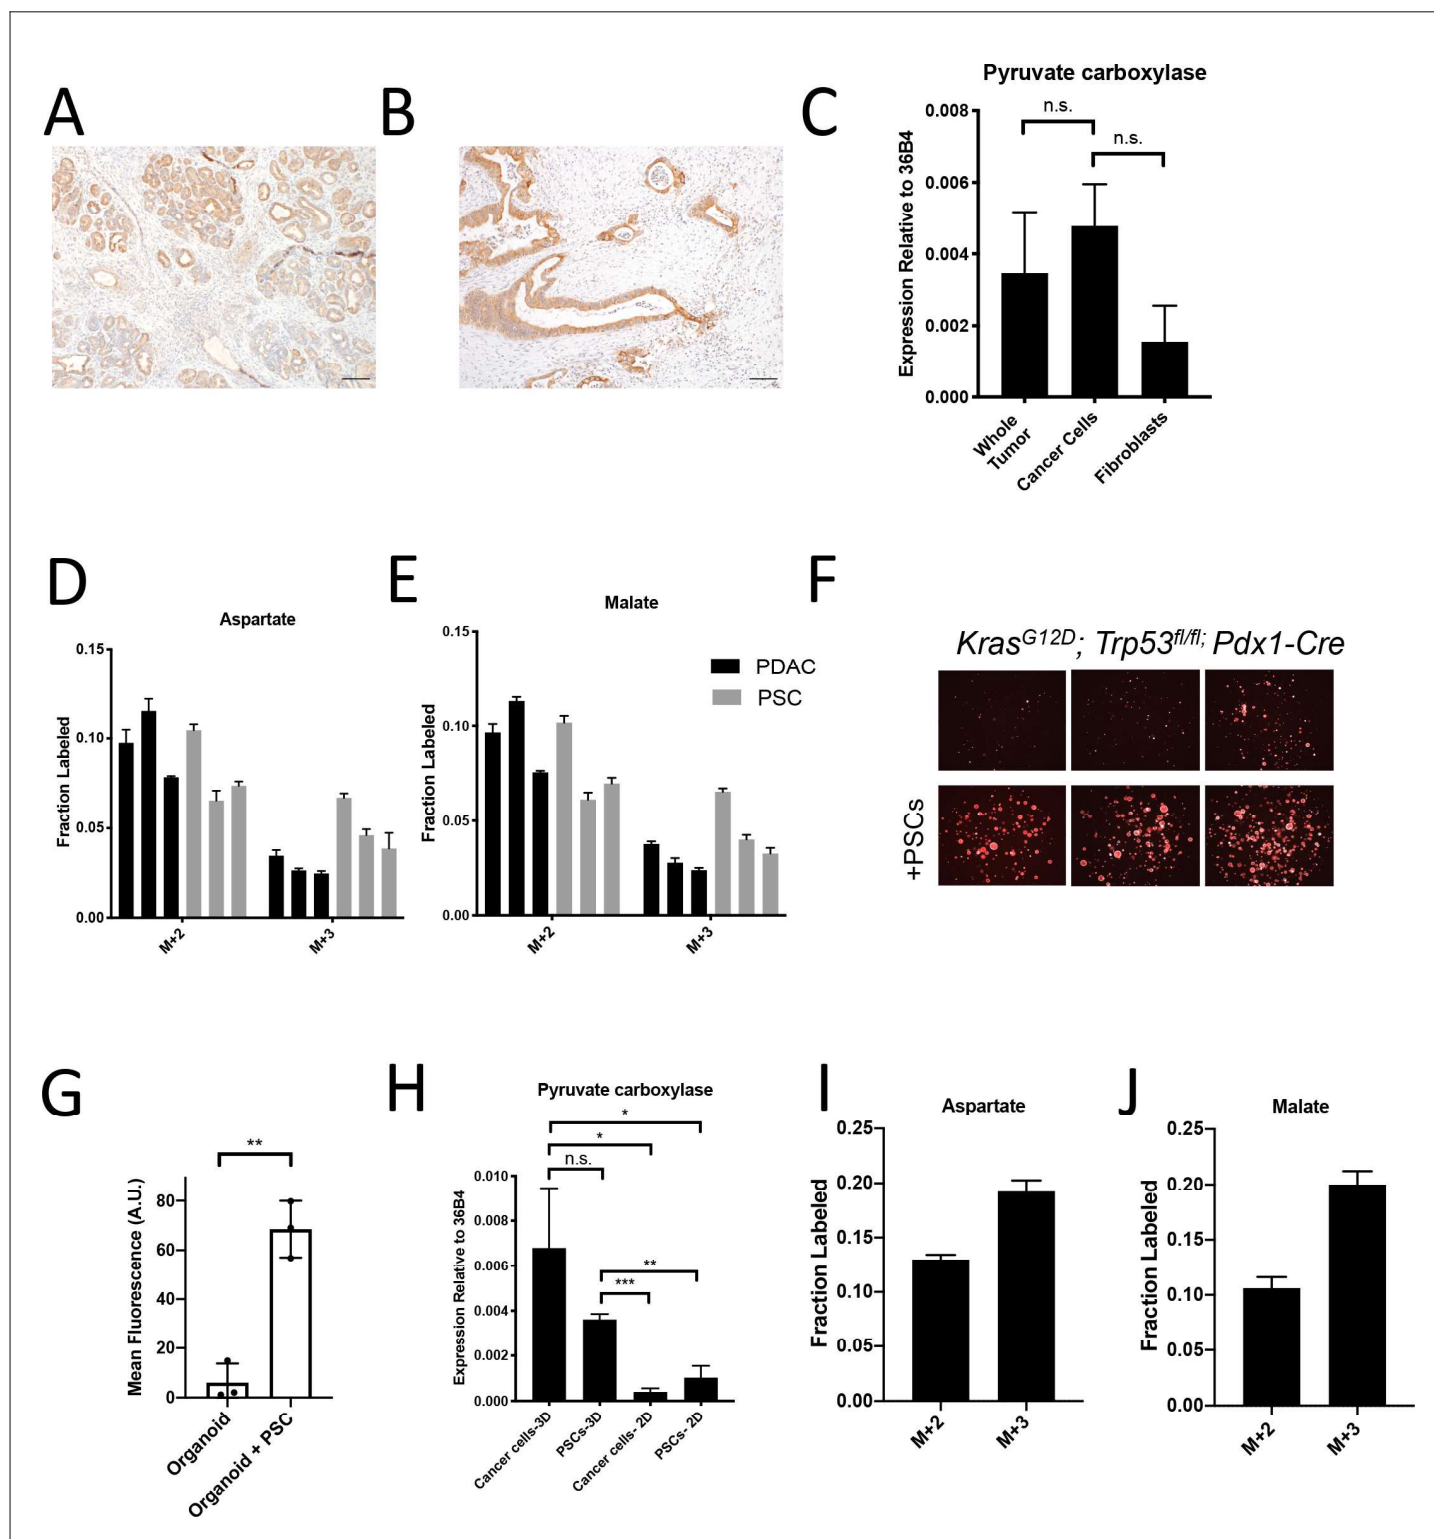 A
B
C
Pyruvate carboxylase
Expression Relative to 36B4
0.008
0.006
0.004
0.002
0.000
n.s.
n.s.
Whole
Tumor
Cancer Cells
Fibroblasts
D
Aspartate
Fraction Labeled
0.15
0.10
0.05
0.00
M+2
M+3
E
Malate
Fraction Labeled
0.15
0.10
0.05
0.00
M+2
M+3
PDAC
PSC
F
Kras^G12D; Trp53^fl/fl; Pdx1-Cre
+PSCs
G
Mean Fluorescence (A.U.)
80
60
40
20
0
**
Organoid
Organoid + PSC
H
Pyruvate carboxylase
Expression Relative to 36B4
0.010
0.008
0.006
0.004
0.002
0.000
*
*
n.s.
**
***
Cancer cells-3D
PSCs-3D
Cancer cells- 2D
PSCs- 2D
I
Aspartate
Fraction Labeled
0.25
0.20
0.15
0.10
0.05
0.00
M+2
M+3
J
Malate
Fraction Labeled
0.25
0.20
0.15
0.10
0.05
0.00
M+2
M+3